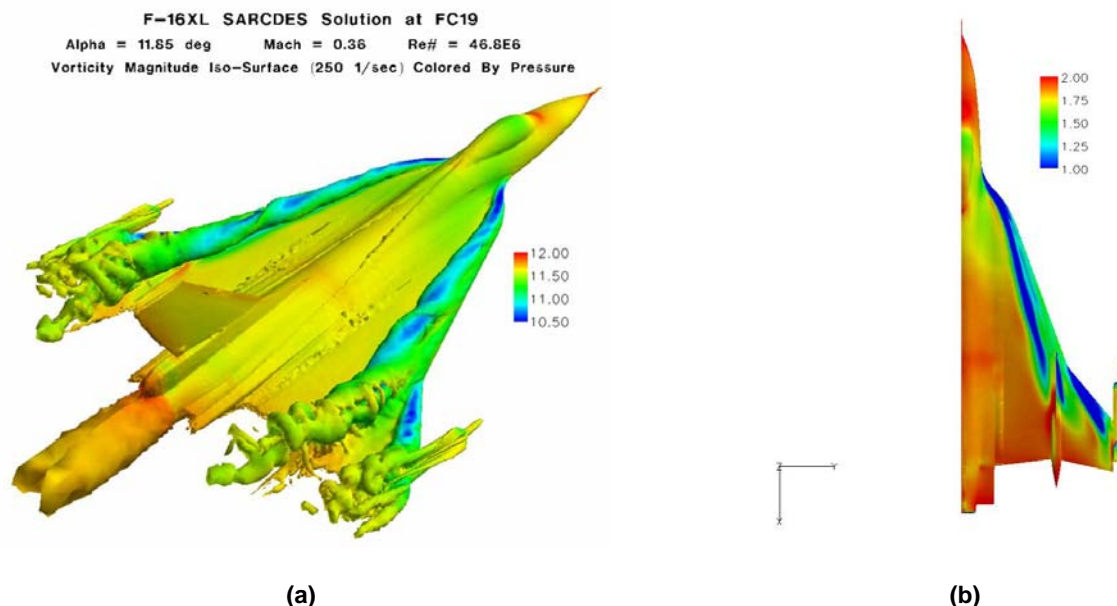 F-16XL SARCDES Solution at FC19
Alpha = 11.85 deg Mach = 0.36 Re# = 46.8E6
Vorticity Magnitude Iso-Surface (250 1/sec) Colored By Pressure
12.00
11.50
11.00
10.50
2.00
1.75
1.50
1.25
1.00
Y
X
(a)
(b)